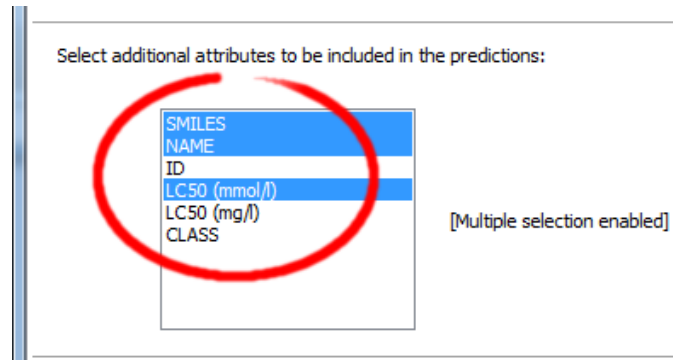 Select additional attributes to be included in the predictions:
SMILES
NAME
ID
LC50 (mmol/l)
LC50 (mg/l)
CLASS
[Multiple selection enabled]